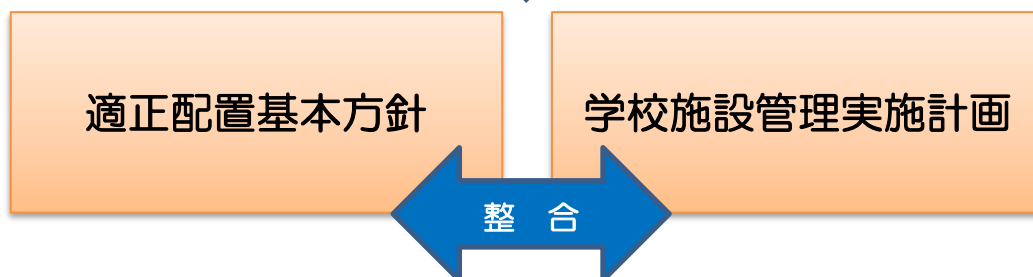 適正配置基本方針
学校施設管理実施計画
整 合